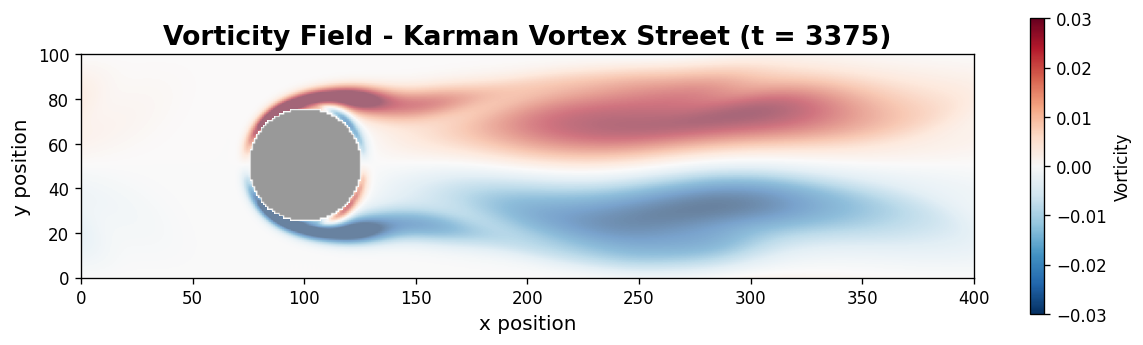 Vorticity Field - Karman Vortex Street (t = 3375)
100
80
60
40
20
0
y position
0 50 100 150 200 250 300 350 400
x position
0.03
0.02
0.01
0.00
−0.01
−0.02
−0.03
Vorticity